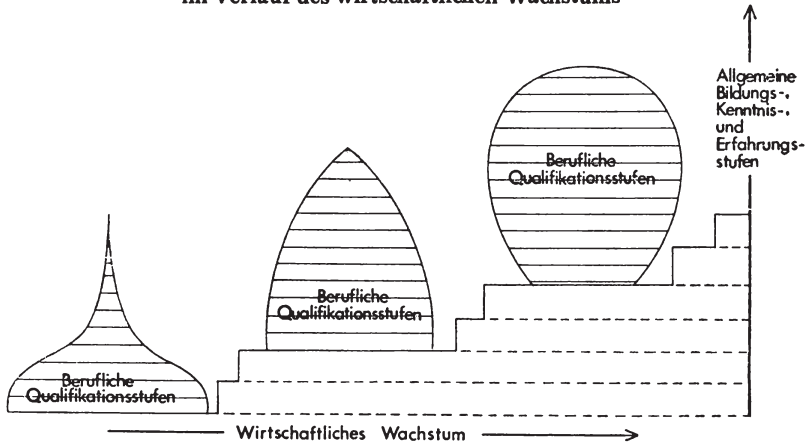 im Verlauf des wirtschaftlichen Wachstums
Allgemeine
Bildungs-,
Kenntnis-,
und
Erfahrungs-
stufen
Berufliche
Qualifikationsstufen
Berufliche
Qualifikationsstufen
Berufliche
Qualifikationsstufen
Wirtschaftliches Wachstum